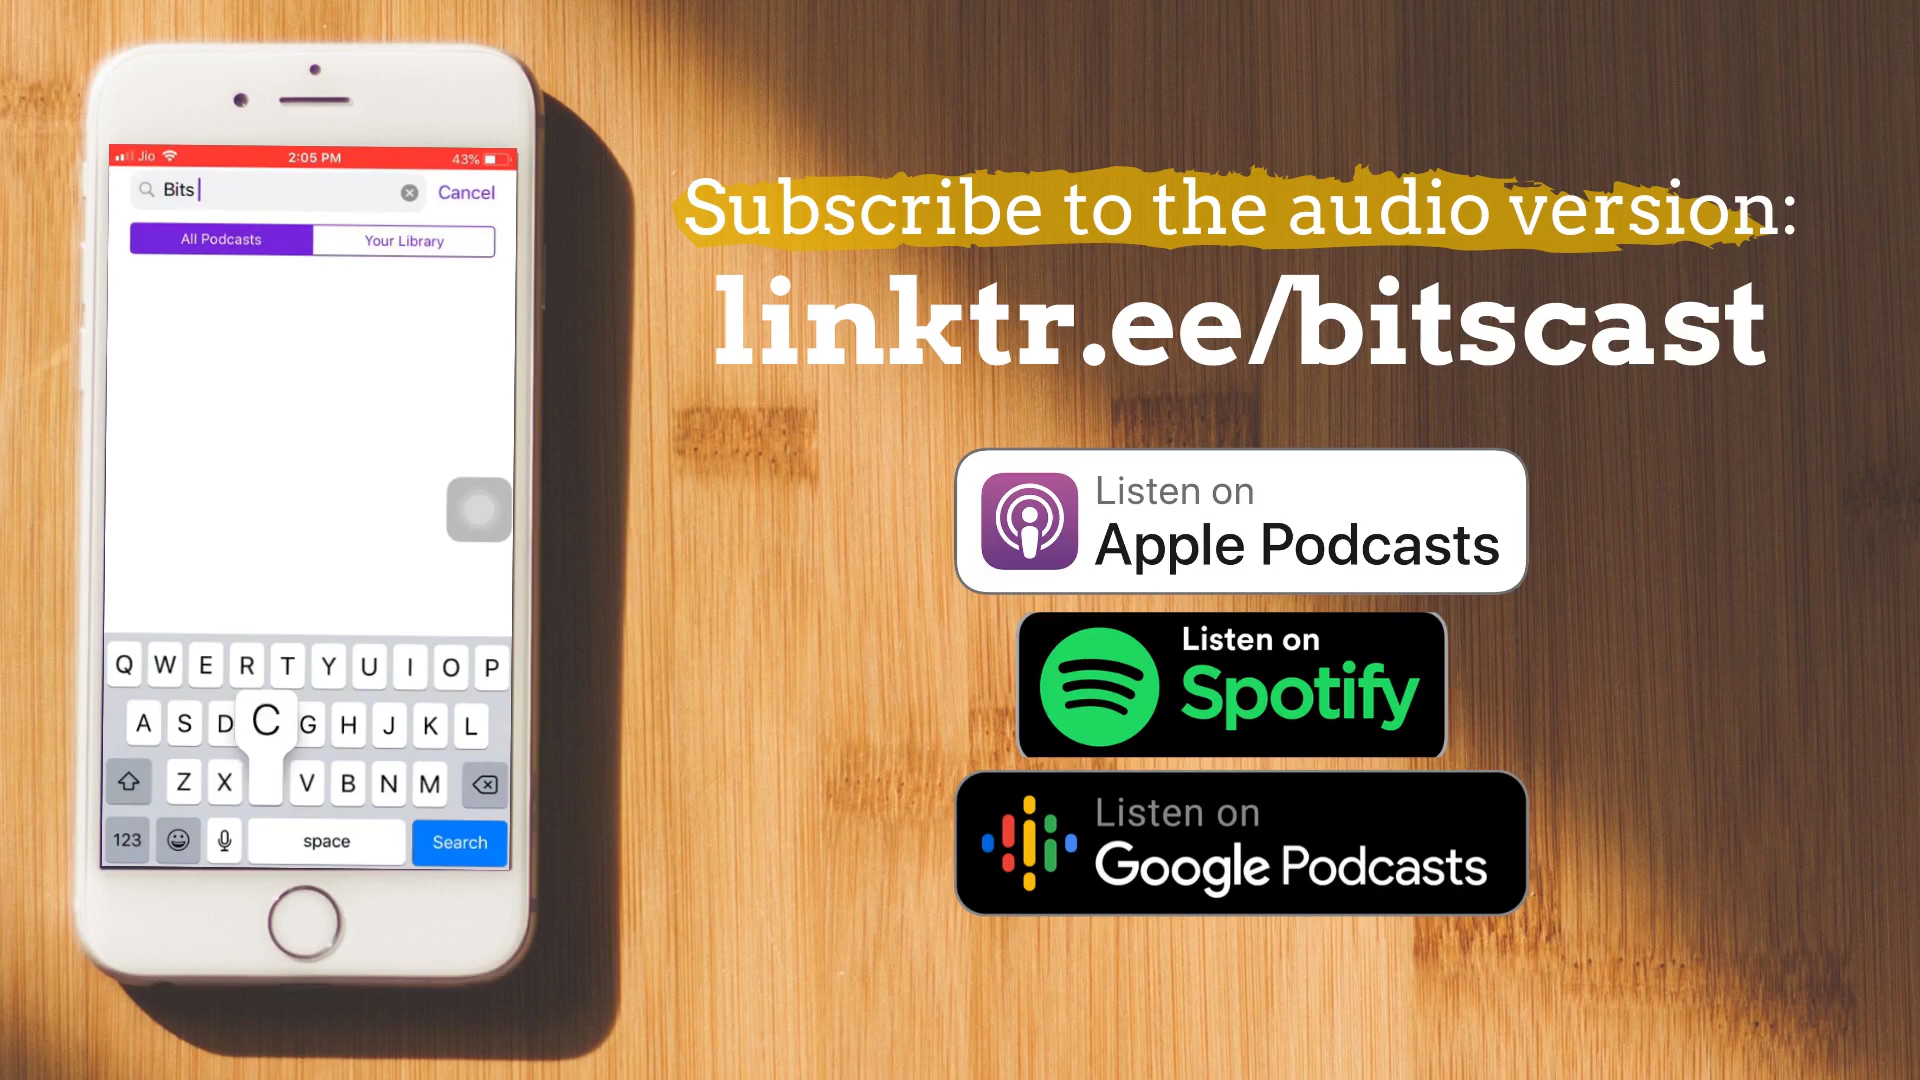 Jio 2:05 PM 43%
Bits Cancel
All Podcasts Your Library
Q W E R T Y U I O P
A S D C G H J K L
Z X V B N M
123 space Search
Subscribe to the audio version:
linktr.ee/bitscast
Listen on
Apple Podcasts
Listen on
Spotify
Listen on
Google Podcasts